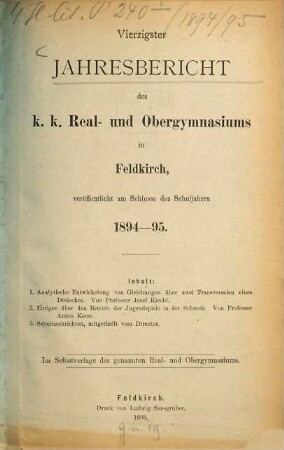 1894/95
Vierzigster
JAHRESBERICHT
des
k. k. Real- und Obergymnasiums
in
Feldkirch,
veröffentlicht am Schlusse des Schuljahres
1894—95.
Inhalt:
1. Analytische Entwickelung von Gleichungen über zwei Transversalen eines
Dreieckes. Von Professor Josef
2. Einiges über den Betrieb der Jugendspiele in der Schweiz. Von Professor
Anton
3. Schulnachrichten, mitgetheilt vom Director.
Im Selbstverlage des genannten Real- und Obergymnasiums.
Feldkirch.
Druck von Ludwig Sausgruber.
1895.